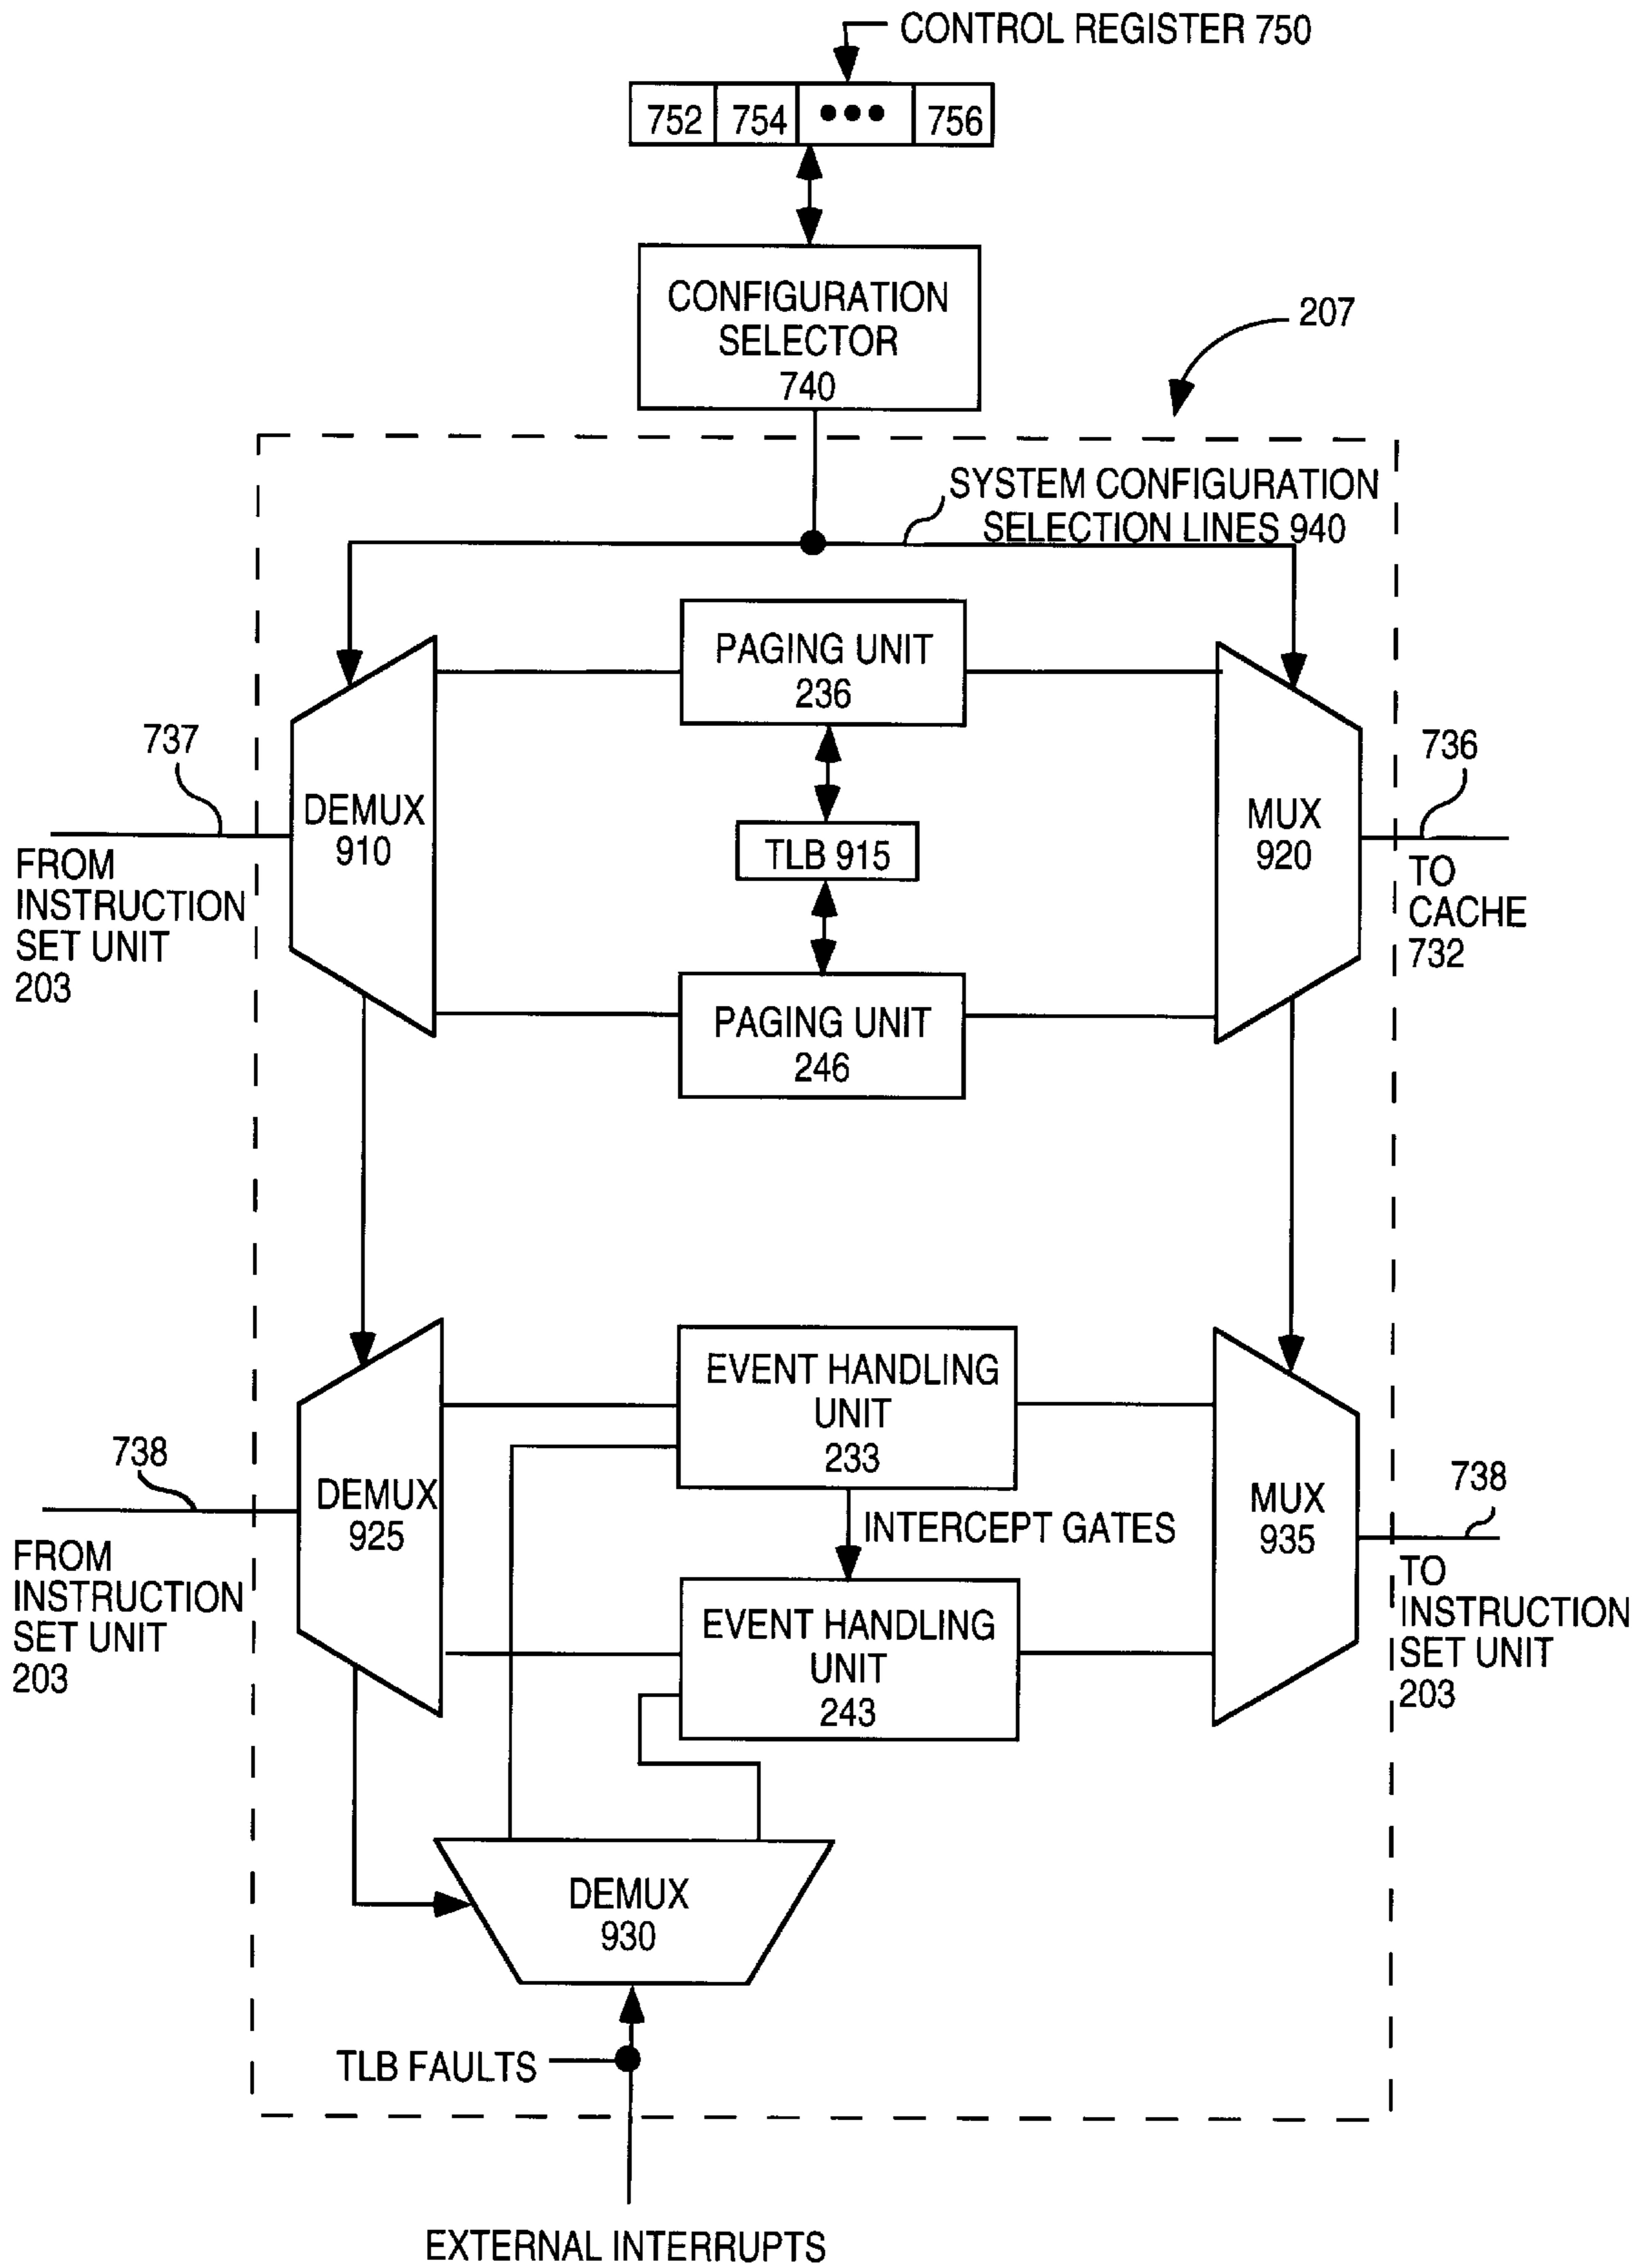 CONTROL REGISTER 750
752 754 ••• 756
CONFIGURATION
SELECTOR
740
207
SYSTEM CONFIGURATION
SELECTION LINES 940
PAGING UNIT
236
737
DEMUX
910
FROM
INSTRUCTION
SET UNIT
203
TLB 915
MUX
920
736
TO
CACHE
732
PAGING UNIT
246
EVENT HANDLING
UNIT
233
738
DEMUX
925
FROM
INSTRUCTION
SET UNIT
203
INTERCEPT GATES
MUX
935
738
TO
INSTRUCTION
SET UNIT
203
EVENT HANDLING
UNIT
243
DEMUX
930
TLB FAULTS
EXTERNAL INTERRUPTS